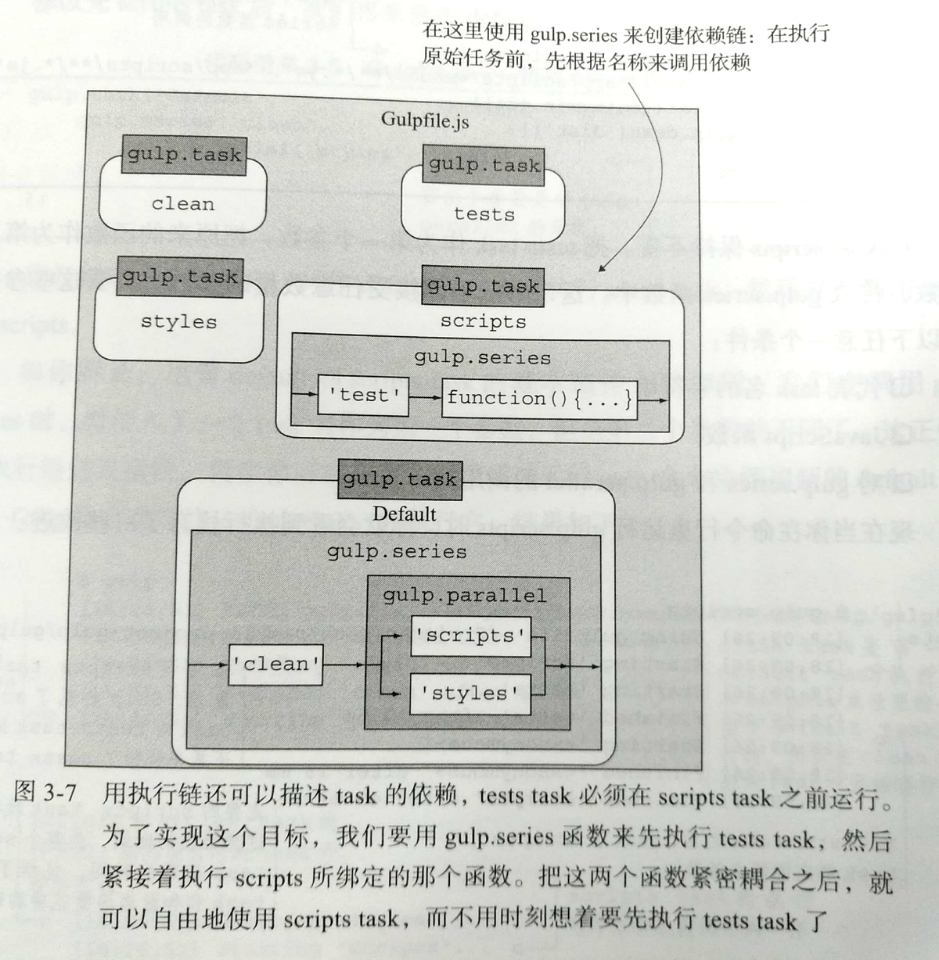 在这里使用 gulp.series 来创建依赖链：在执行
原始任务前，先根据名称来调用依赖
Gulpfile.js
gulp.task
clean
gulp.task
tests
gulp.task
styles
gulp.task
scripts
gulp.series
'test'
function(){...}
gulp.task
Default
gulp.series
gulp.parallel
'clean'
'scripts'
'styles'
图 3-7 用执行链还可以描述 task 的依赖，tests task 必须在 scripts task 之前运行。
为了实现这个目标，我们要用 gulp.series 函数来先执行 tests task，然后
紧接着执行 scripts 所绑定的那个函数。把这两个函数紧密耦合之后，就
可以自由地使用 scripts task，而不用时刻想着要先执行 tests task 了